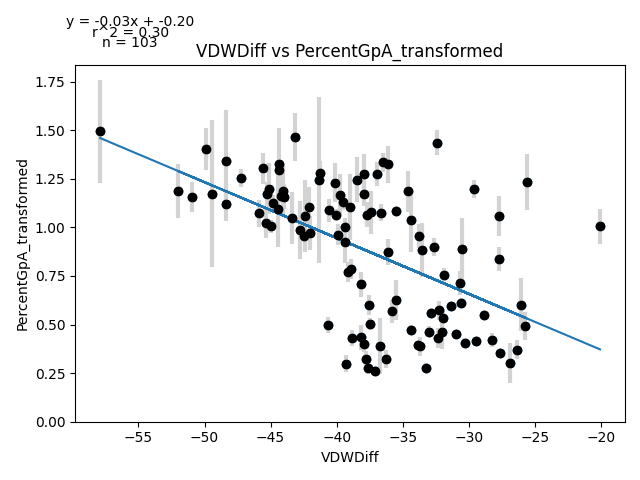 y = -0.03x + -0.20
r^2 = 0.30
n = 103
VDWDiff vs PercentGpA_transformed
PercentGpA_transformed
1.75
1.50
1.25
1.00
0.75
0.50
0.25
0.00
−55 −50 −45 −40 −35 −30 −25 −20
VDWDiff